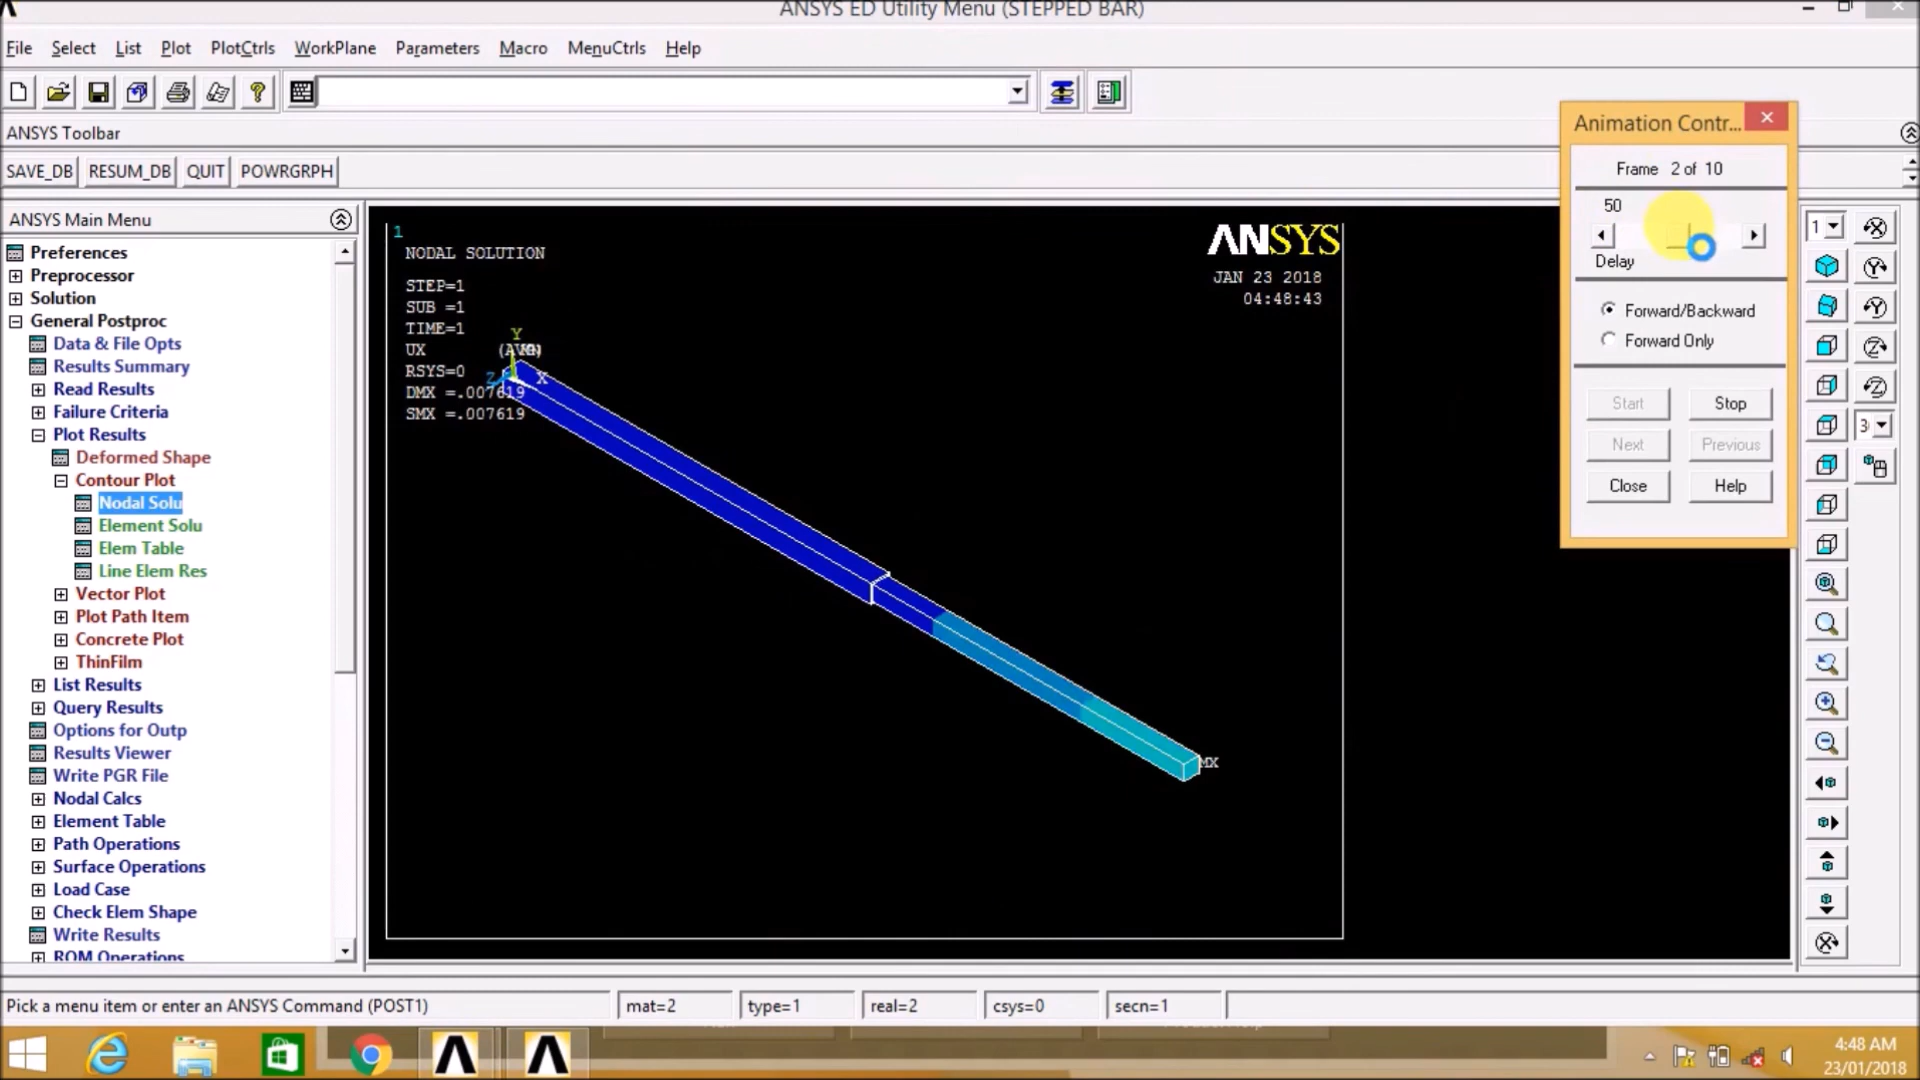 ANSYS ED Utility Menu (STEPPED BAR)
File Select List Plot PlotCtrls WorkPlane Parameters Macro MenuCtrls Help
ANSYS Toolbar
SAVE_DB RESUM_DB QUIT POWRGRPH
ANSYS Main Menu
Preferences
Preprocessor
Solution
General Postproc
Data & File Opts
Results Summary
Read Results
Failure Criteria
Plot Results
Deformed Shape
Contour Plot
Nodal Solu
Element Solu
Elem Table
Line Elem Res
Vector Plot
Plot Path Item
Concrete Plot
ThinFilm
List Results
Query Results
Options for Outp
Results Viewer
Write PGR File
Nodal Calcs
Element Table
Path Operations
Surface Operations
Load Case
Check Elem Shape
Write Results
ROM Operations
1
NODAL SOLUTION
STEP=1
SUB =1
TIME=1
UX (AVG)
RSYS=0
DMX =.007619
SMX =.007619
Y
Z
X
MX
ANSYS
JAN 23 2018
04:48:43
Animation Contr...
Frame 2 of 10
50
Delay
Forward/Backward
Forward Only
Start Stop
Next Previous
Close Help
1
3
Pick a menu item or enter an ANSYS Command (POST1)
mat=2
type=1
real=2
csys=0
secn=1
4:48 AM
23/01/2018